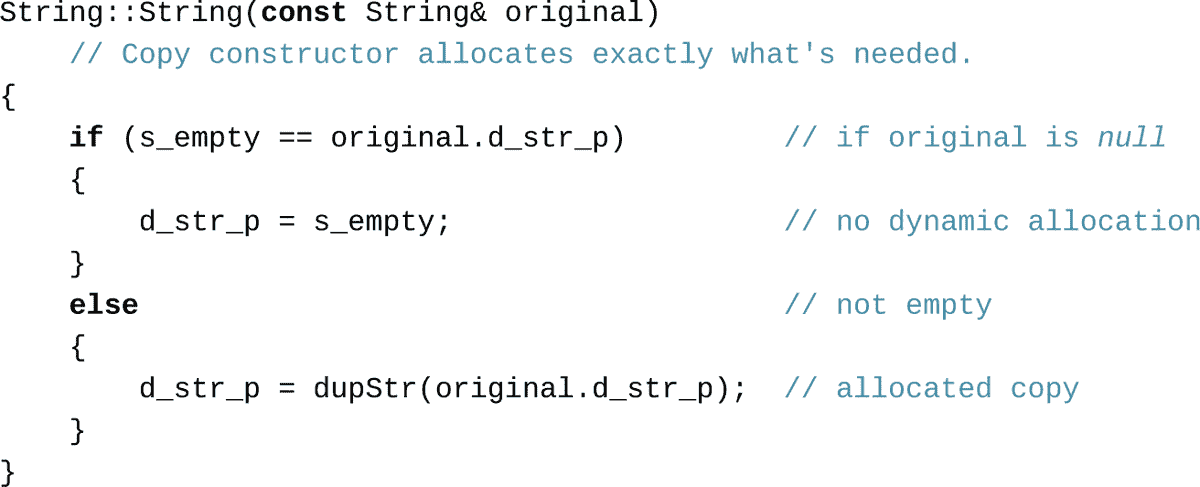 String::String(const String& original)
    // Copy constructor allocates exactly what's needed.
{
    if (s_empty == original.d_str_p)         // if original is null
    {
        d_str_p = s_empty;                   // no dynamic allocation
    }
    else                                     // not empty
    {
        d_str_p = dupStr(original.d_str_p);  // allocated copy
    }
}